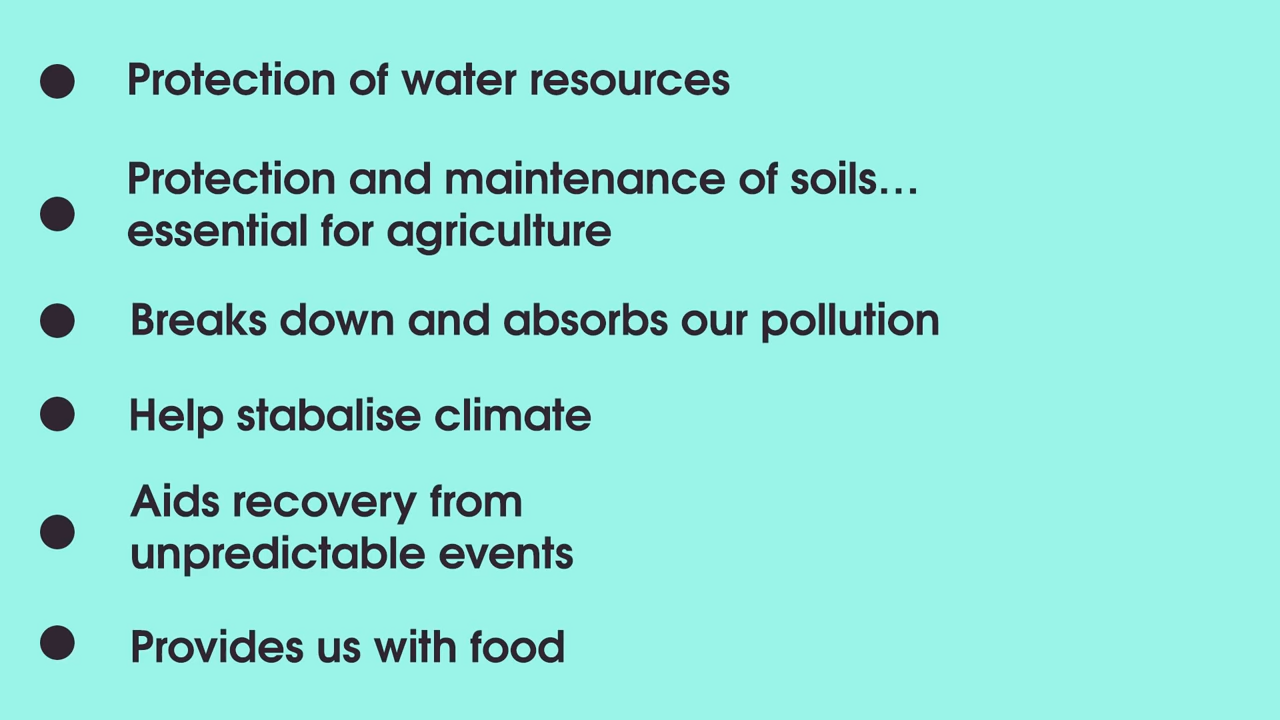 Protection of water resources
Protection and maintenance of soils...
essential for agriculture
Breaks down and absorbs our pollution
Help stabalise climate
Aids recovery from
unpredictable events
Provides us with food